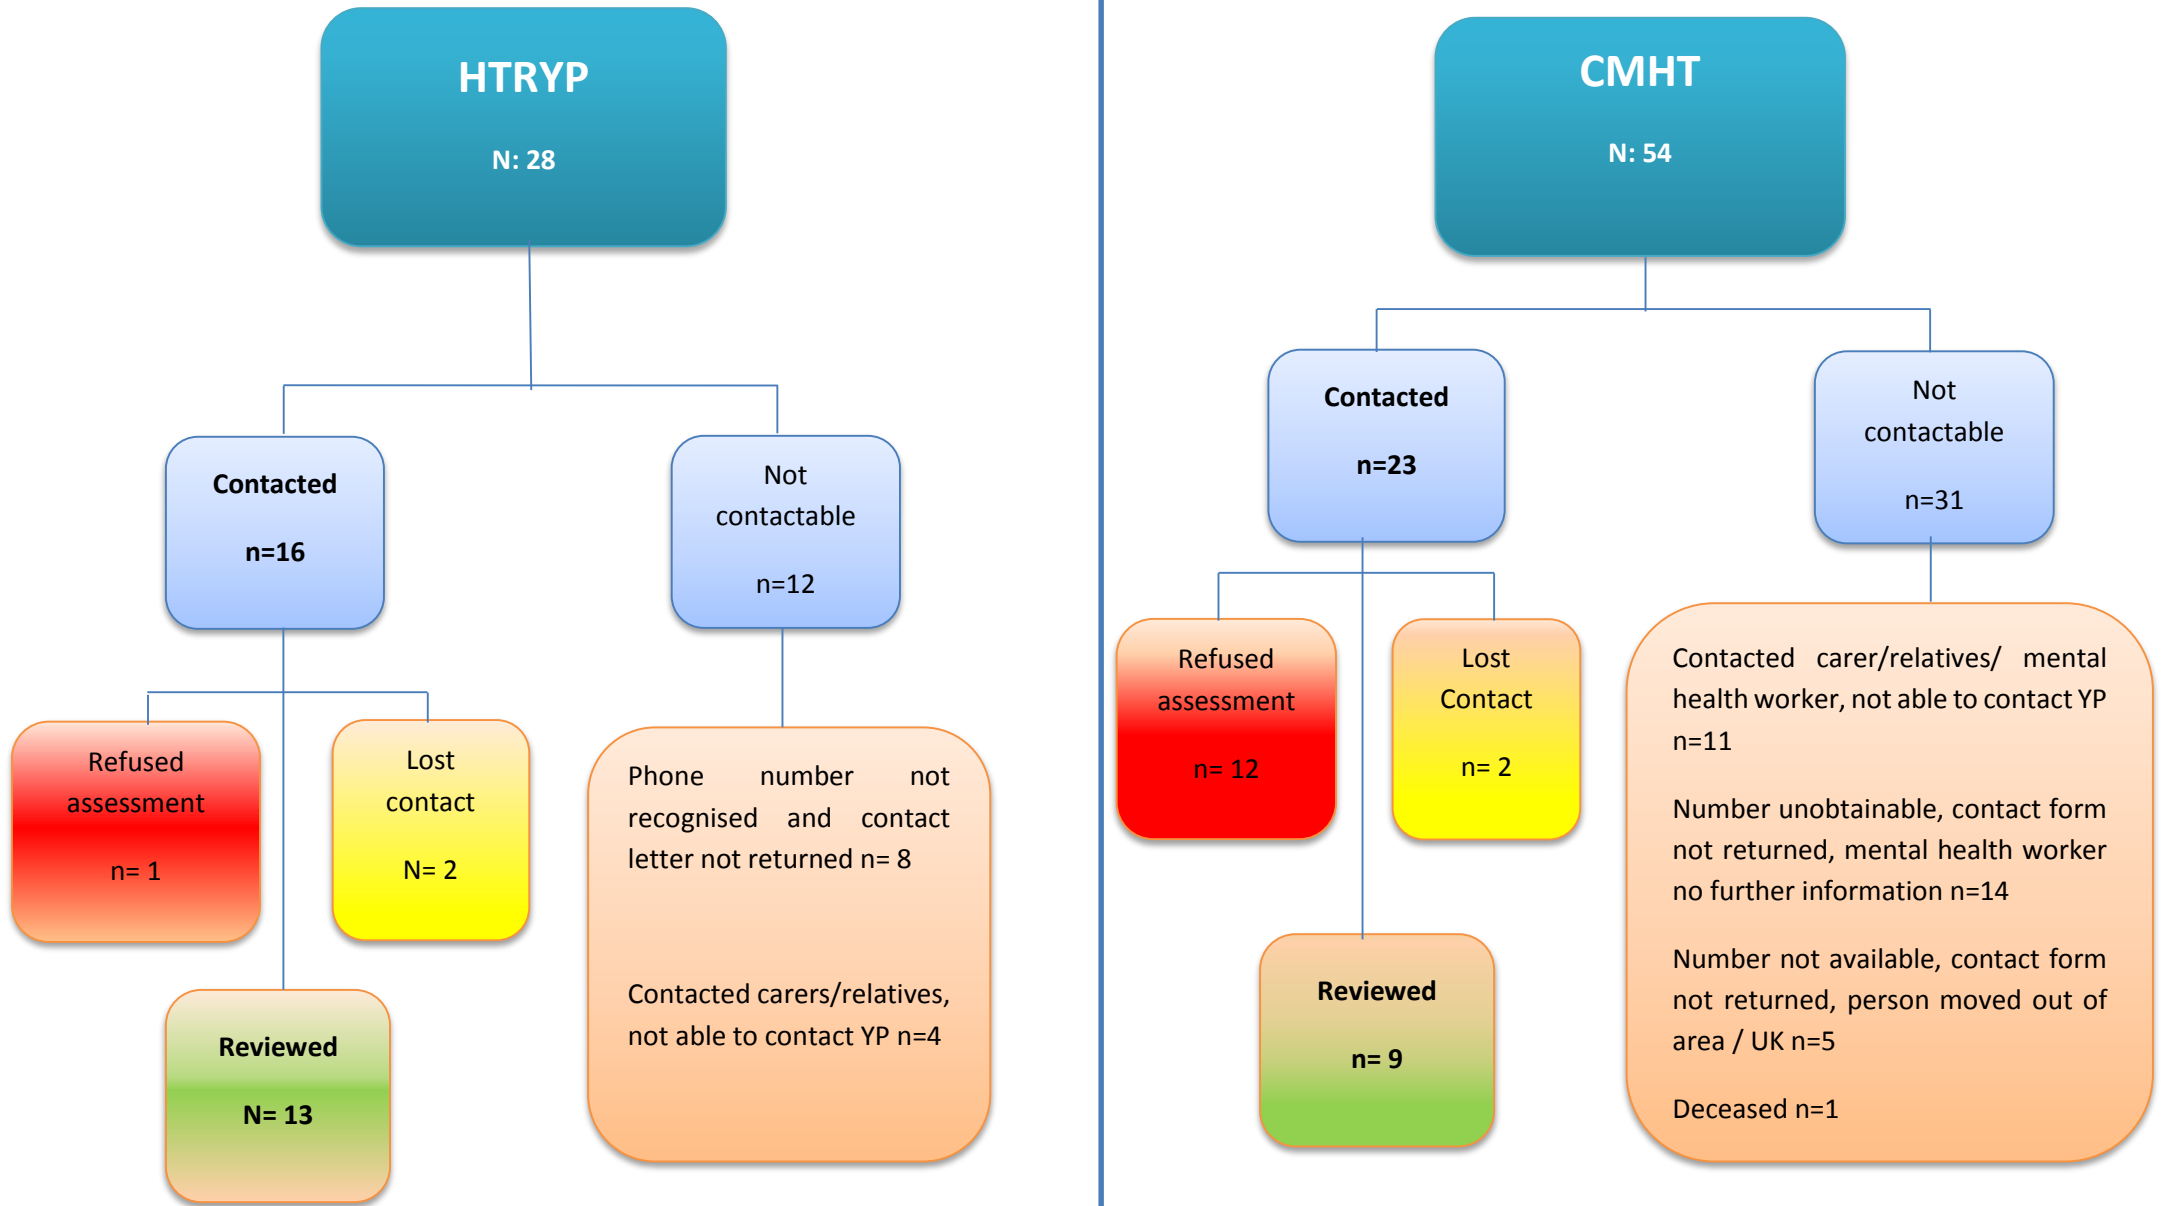 HTRYP
N: 28
Contacted
n=16
Not
contactable
n=12
Refused
assessment
n= 1
Lost
contact
N= 2
Reviewed
N= 13
Phone number not
recognised and contact
letter not returned n= 8
Contacted carers/relatives,
not able to contact YP n=4
CMHT
N: 54
Contacted
n=23
Not
contactable
n=31
Refused
assessment
n= 12
Lost
Contact
n= 2
Reviewed
n= 9
Contacted carer/relatives/ mental
health worker, not able to contact YP
n=11
Number unobtainable, contact form
not returned, mental health worker
no further information n=14
Number not available, contact form
not returned, person moved out of
area / UK n=5
Deceased n=1